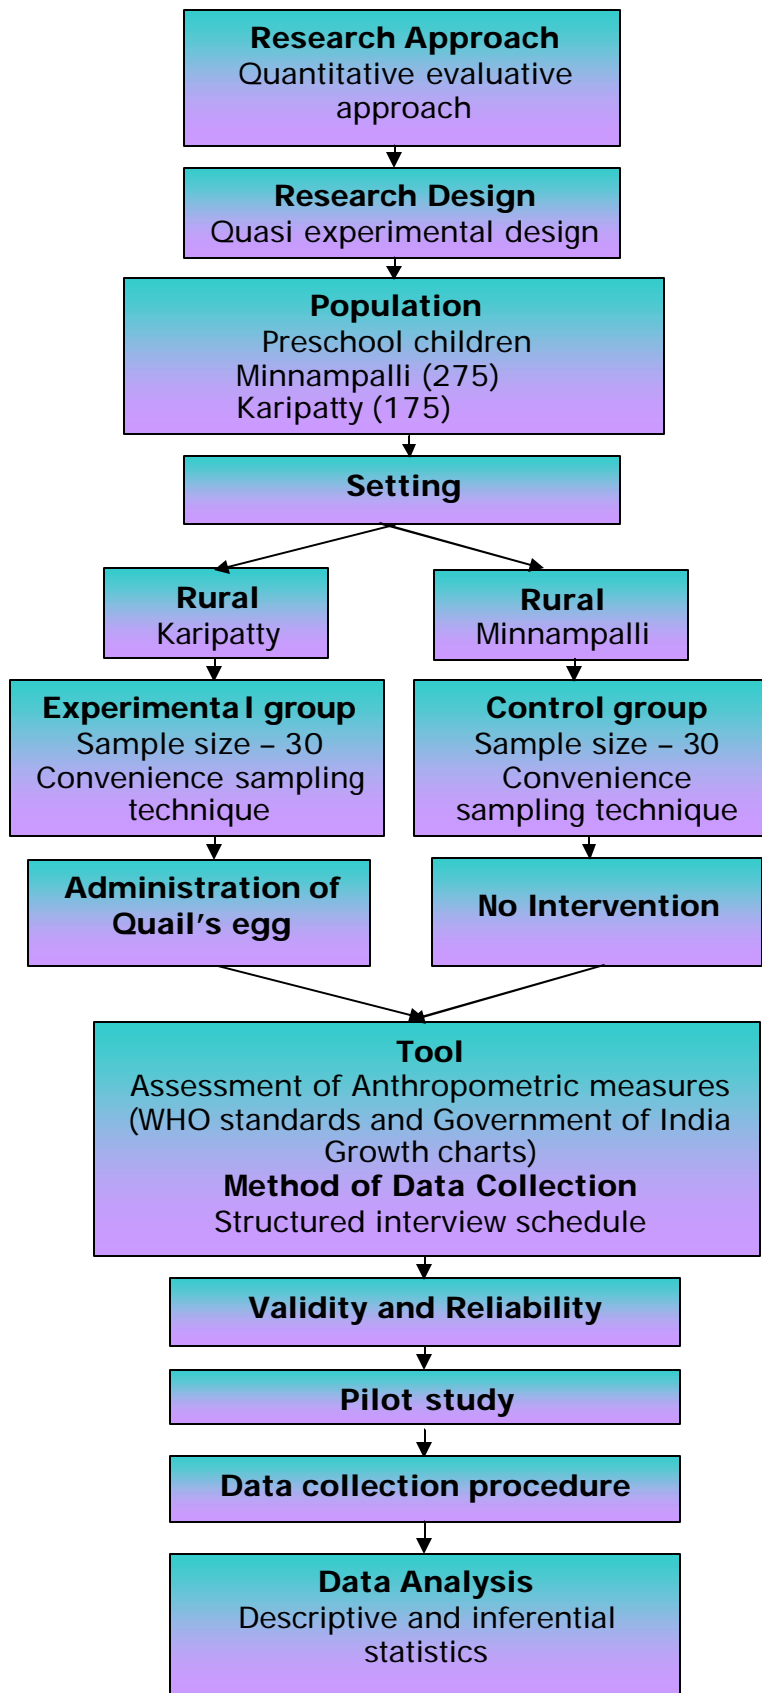 Research Approach
Quantitative evaluative
approach
Research Design
Quasi experimental design
Population
Preschool children
Minnampalli (275)
Karipatty (175)
Setting
Rural
Karipatty
Rural
Minnampalli
Experimental group
Sample size – 30
Convenience sampling
technique
Control group
Sample size – 30
Convenience
sampling technique
Administration of
Quail's egg
No Intervention
Tool
Assessment of Anthropometric measures
(WHO standards and Government of India
Growth charts)
Method of Data Collection
Structured interview schedule
Validity and Reliability
Pilot study
Data collection procedure
Data Analysis
Descriptive and inferential
statistics